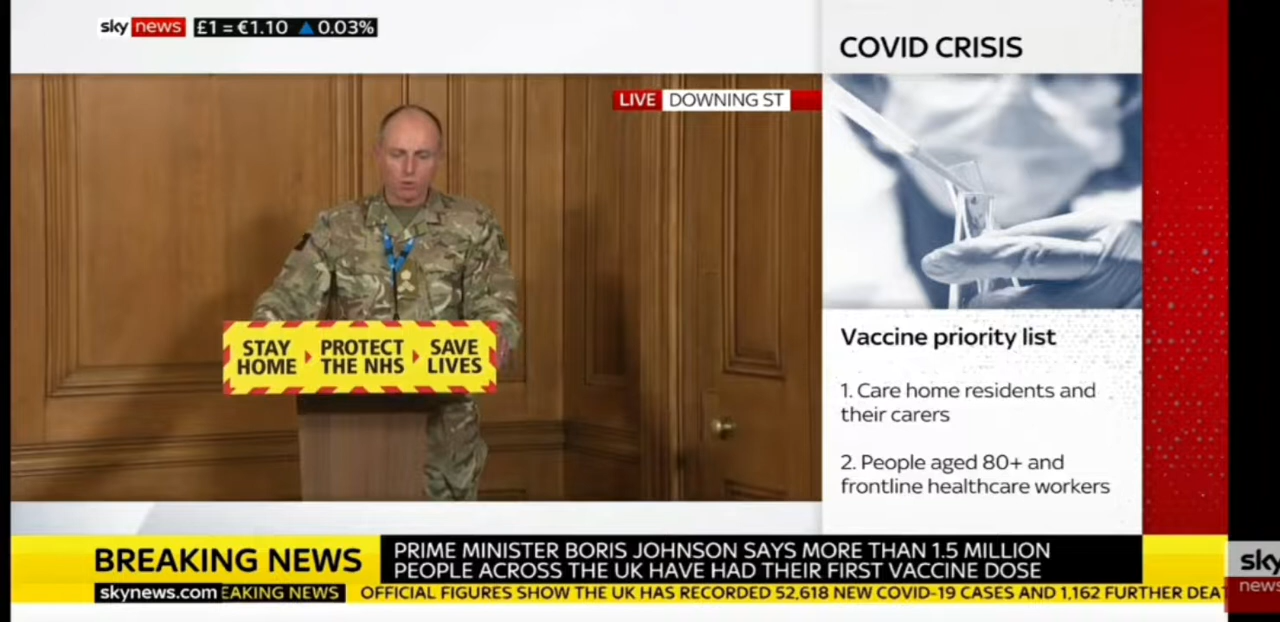 sky news £1 = €1.10 ▲ 0.03%
COVID CRISIS
LIVE DOWNING ST
STAY HOME PROTECT THE NHS SAVE LIVES
Vaccine priority list
1. Care home residents and
their carers
2. People aged 80+ and
frontline healthcare workers
BREAKING NEWS
PRIME MINISTER BORIS JOHNSON SAYS MORE THAN 1.5 MILLION
PEOPLE ACROSS THE UK HAVE HAD THEIR FIRST VACCINE DOSE
skynews.com EAKING NEWS OFFICIAL FIGURES SHOW THE UK HAS RECORDED 52,618 NEW COVID-19 CASES AND 1,162 FURTHER DEA
sky
news